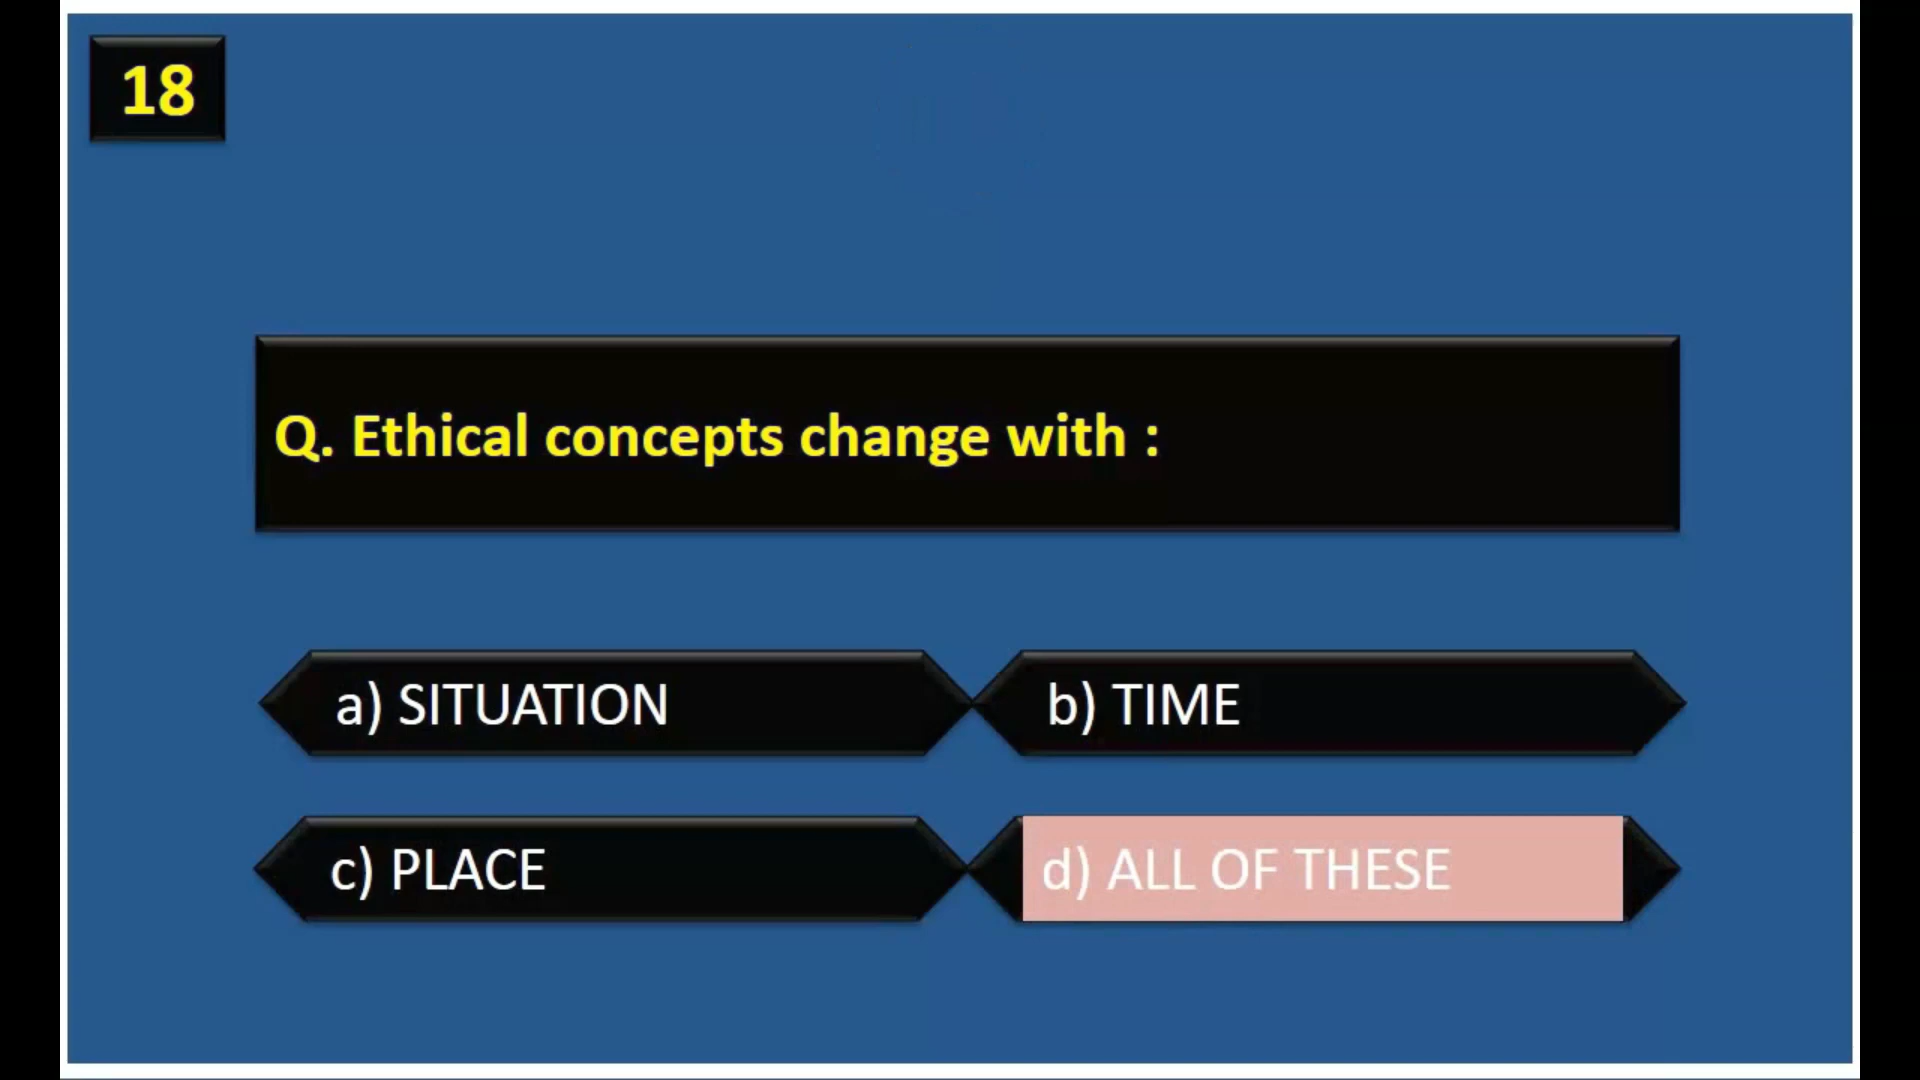 18
Q. Ethical concepts change with :
a) SITUATION
b) TIME
c) PLACE
d) ALL OF THESE